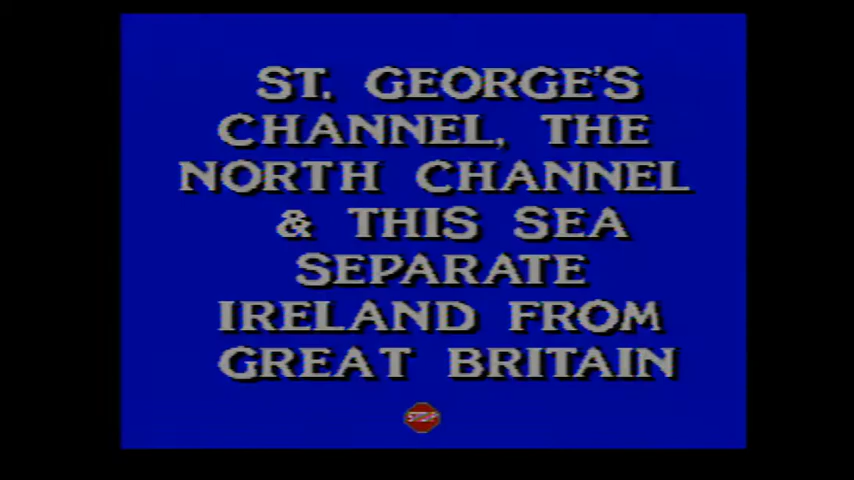 ST. GEORGE'S
CHANNEL, THE
NORTH CHANNEL
& THIS SEA
SEPARATE
IRELAND FROM
GREAT BRITAIN
STOP